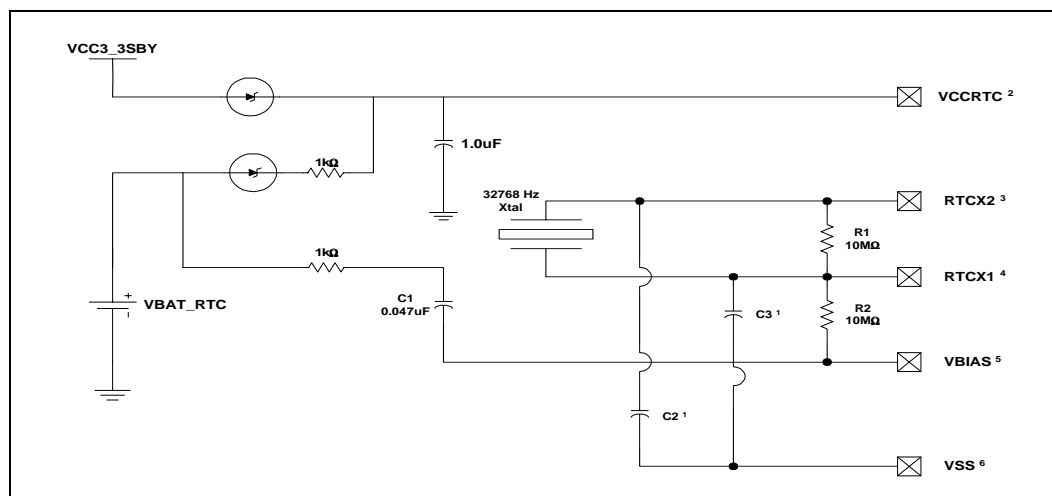 VCC3_3SBY
VCCRTC ²
1.0uF
1kΩ
32768 Hz
Xtal
RTCX2 ³
R1
10MΩ
1kΩ
RTCX1 ⁴
C1
0.047uF
+
-
VBAT_RTC
C3 ¹
R2
10MΩ
VBIAS ⁵
C2 ¹
VSS ⁶